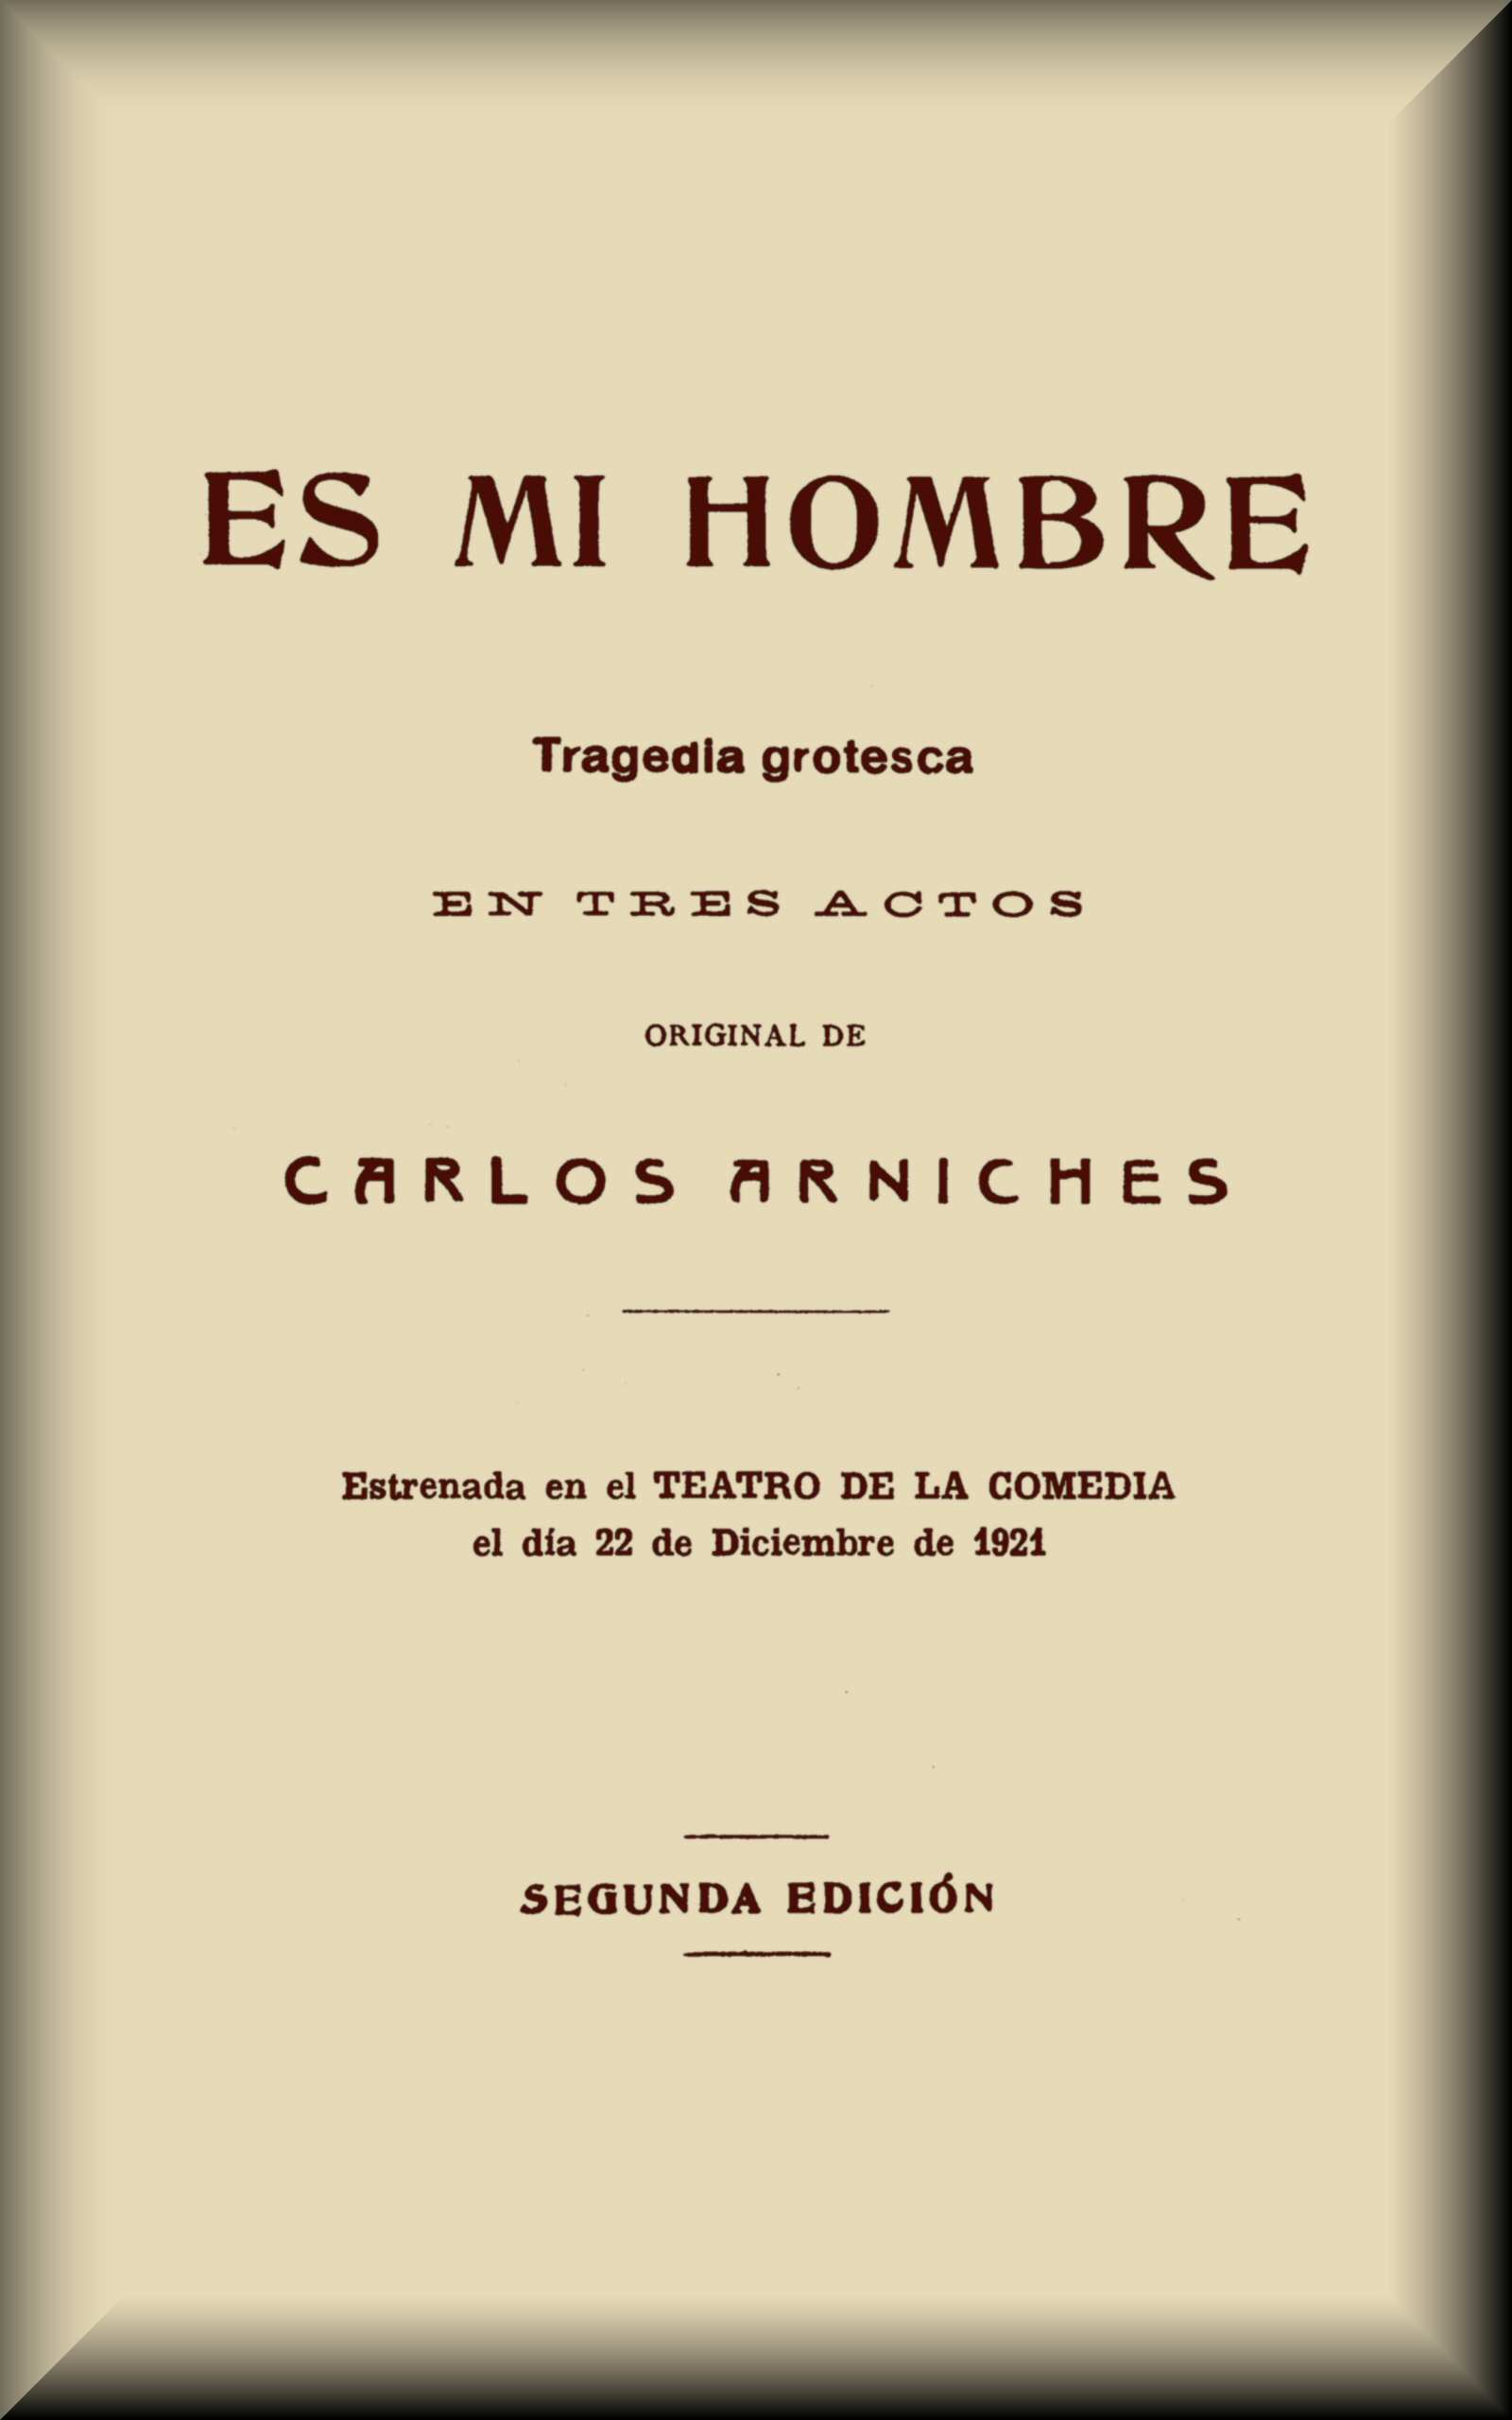 ES MI HOMBRE
Tragedia grotesca
EN TRES ACTOS
ORIGINAL DE
CARLOS ARNICHES
Estrenada en el TEATRO DE LA COMEDIA
el día 22 de Diciembre de 1921
SEGUNDA EDICIÓN